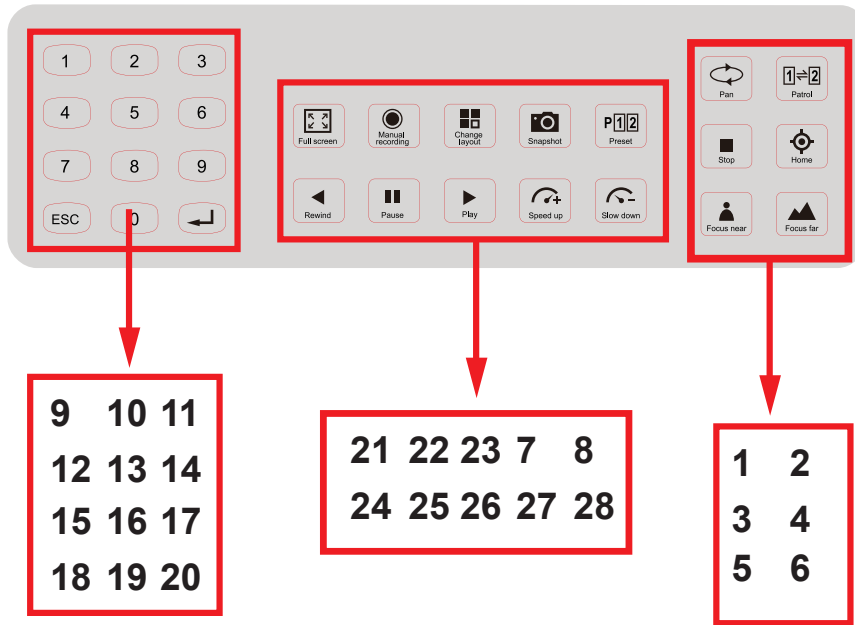 1 2 3
4 5 6
7 8 9
ESC 0
Full screen Manual recording Change layout Snapshot P12 Preset
Rewind Pause Play Speed up Slow down
Pan 1⇌2 Patrol
Stop Home
Focus near Focus far
9 10 11
12 13 14
15 16 17
18 19 20
21 22 23 7 8
24 25 26 27 28
1 2
3 4
5 6